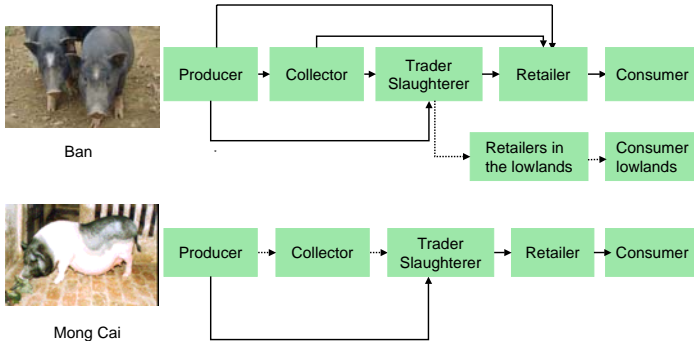 Producer
Collector
Trader
Slaughterer
Retailer
Consumer
Ban
Retailers in
the lowlands
Consumer
lowlands
Producer
Collector
Trader
Slaughterer
Retailer
Consumer
Mong Cai